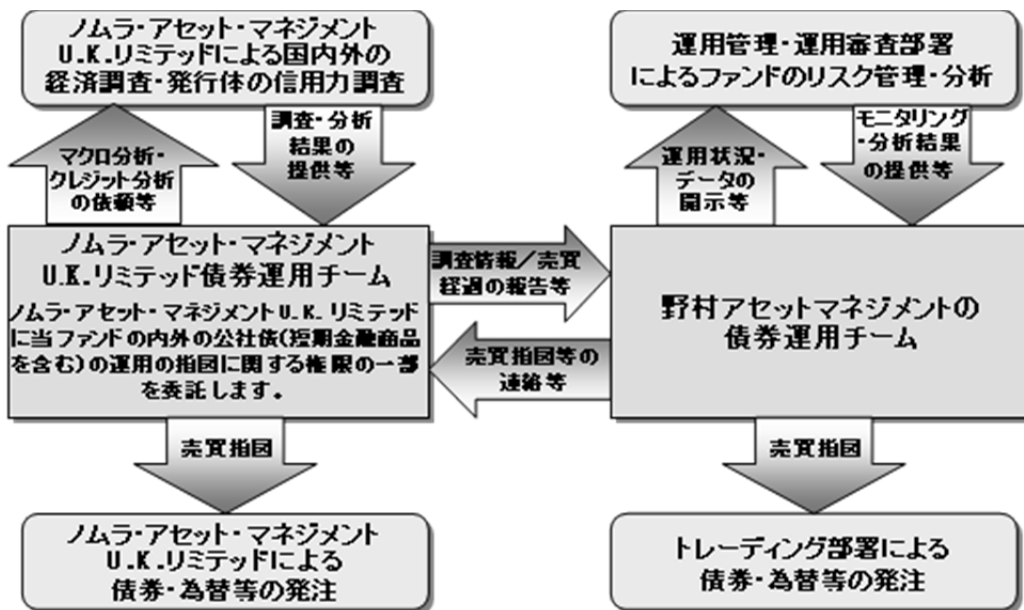 ノムラ・アセット・マネジメント
U.K.リミテッドによる国内外の
経済調査・発行体の信用力調査
運用管理・運用審査部署
によるファンドのリスク管理・分析
マクロ分析・
クレジット分析
の依頼等
調査・分析
結果の
提供等
運用状況・
データの
開示等
モニタリング
・分析結果
の提供等
ノムラ・アセット・マネジメント
U.K.リミテッド債券運用チーム
ノムラ・アセット・マネジメントU.K.リミテッド
に当ファンドの内外の公社債(短期金融商品
を含む)の運用の指図に関する権限の一部
を委託します。
調査情報／売買
経過の報告等
売買指図等の
連絡等
野村アセットマネジメントの
債券運用チーム
売買指図
売買指図
ノムラ・アセット・マネジメント
U.K.リミテッドによる
債券・為替等の発注
トレーディング部署による
債券・為替等の発注